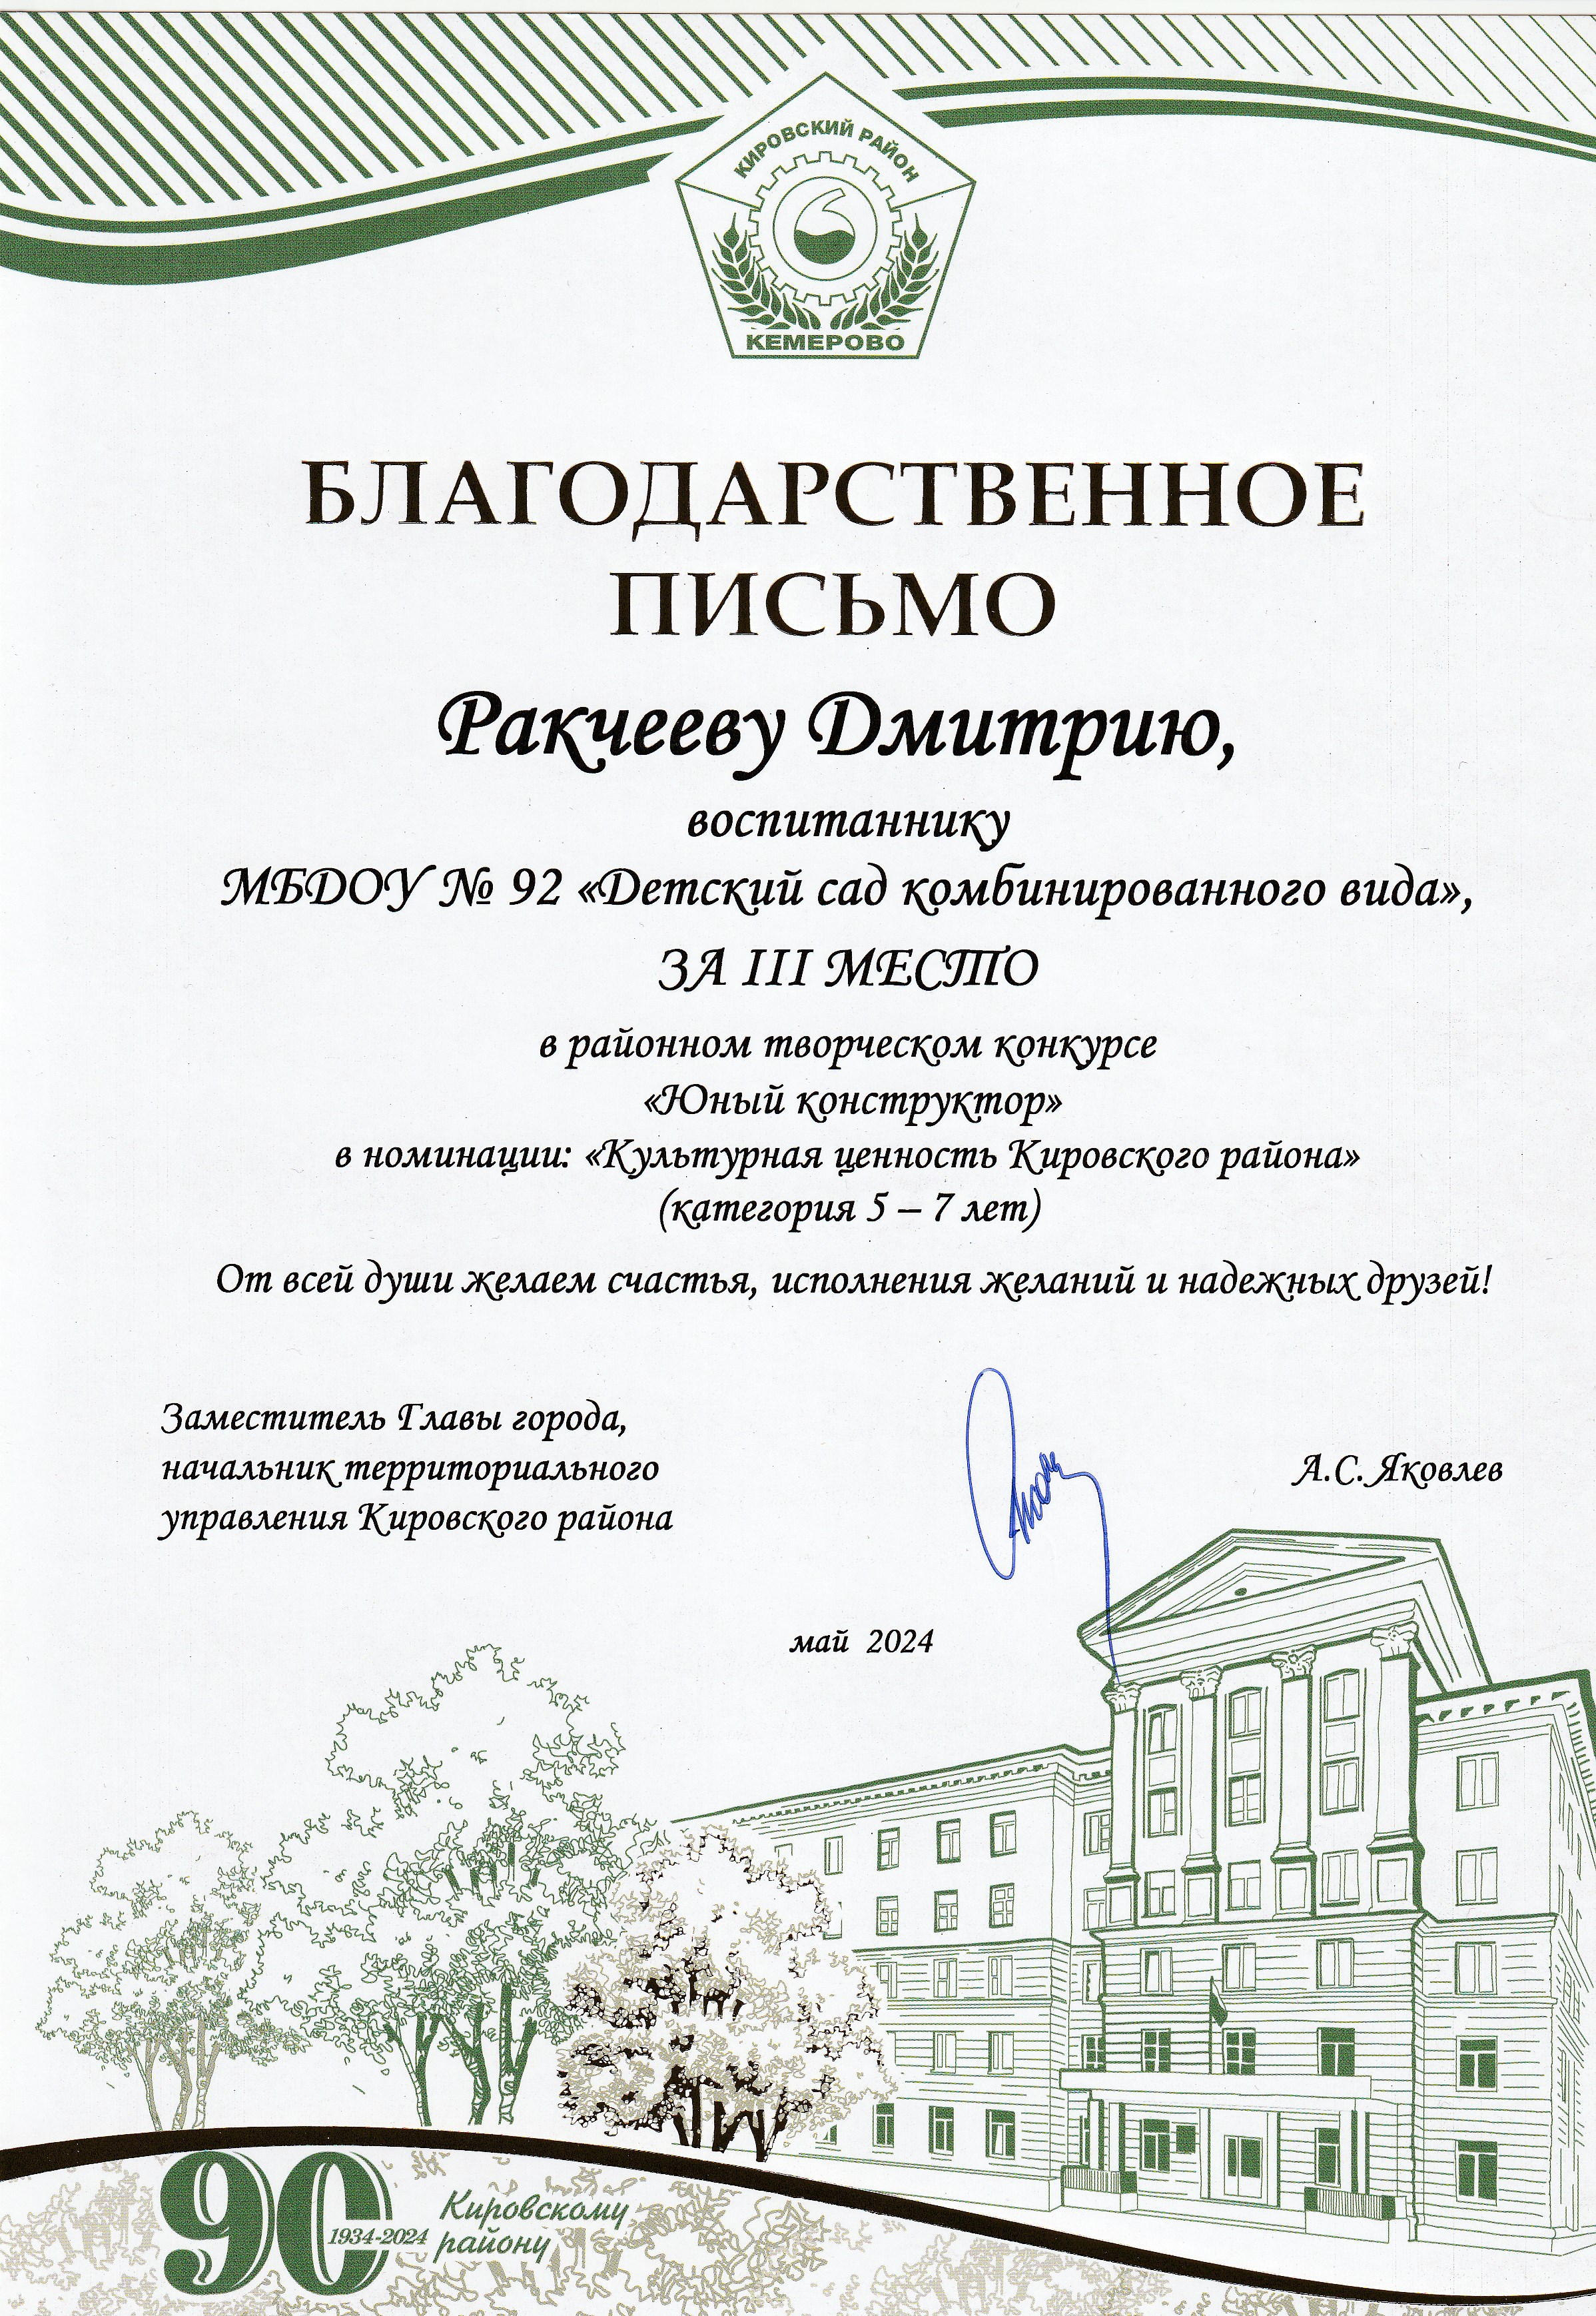 КИРОВСКИЙ РАЙОН
КЕМЕРОВО
БЛАГОДАРСТВЕННОЕ
ПИСЬМО
Ракчееву Дмитрию,
воспитаннику
МБДОУ № 92 «Детский сад комбинированного вида»,
ЗА III МЕСТО
в районном творческом конкурсе
«Юный конструктор»
в номинации: «Культурная ценность Кировского района»
(категория 5 – 7 лет)
От всей души желаем счастья, исполнения желаний и надежных друзей!
Заместитель Главы города,
начальник территориального
управления Кировского района
А.С. Яковлев
май 2024
90
1934-2024
Кировскому
району